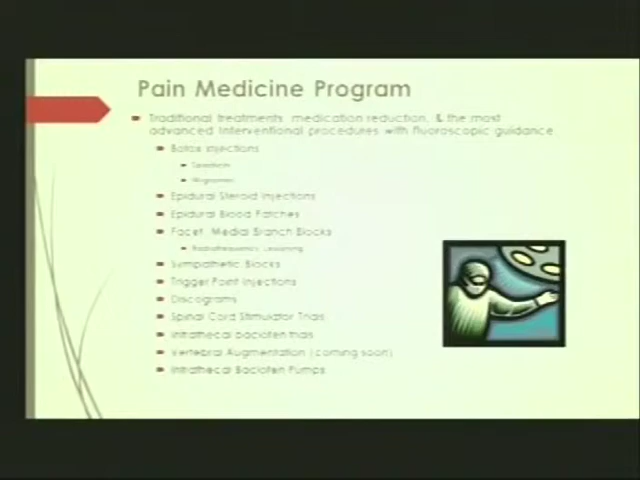 Pain Medicine Program
Traditional treatments, medication reduction, & the most
advanced Interventional procedures with fluoroscopic guidance
Botox Injections
Epidural Steroid Injections
Epidural Blood Patches
Facet Medial Branch Blocks
Sympathetic Blocks
Trigger Point Injections
Discograms
Spinal Cord Stimulator Trials
Intrathecal baclofen trials
Vertebral Augmentation (coming soon)
Intrathecal Baclofen Pumps